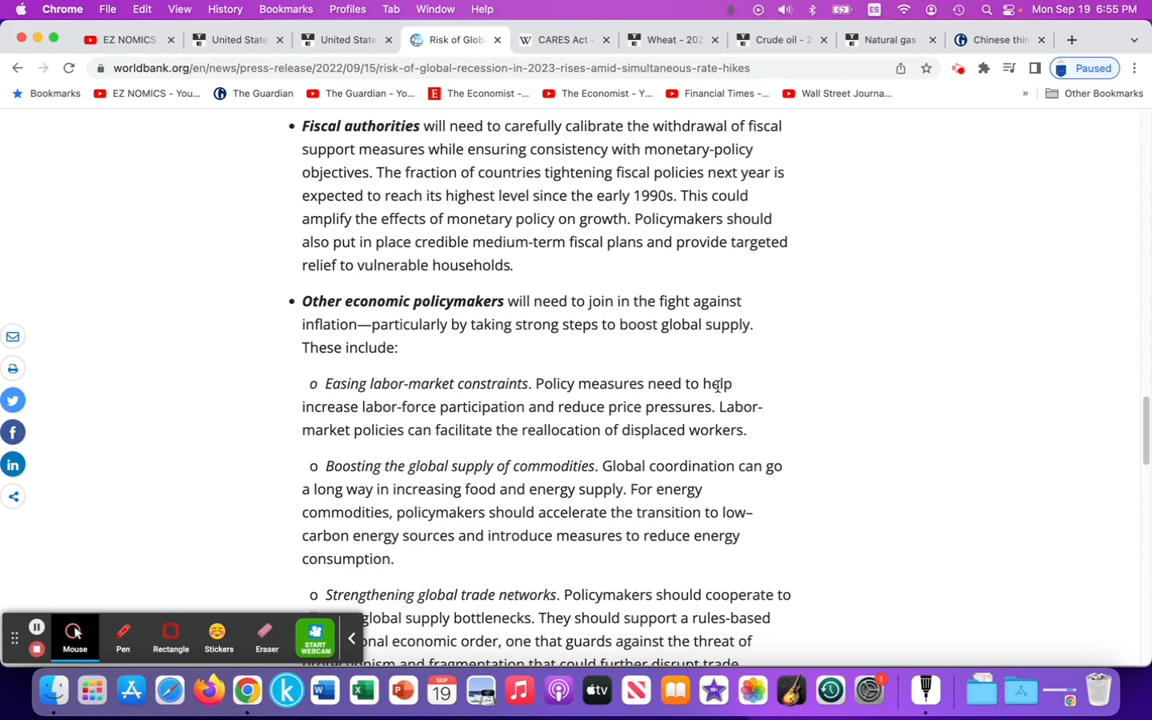 Chrome File Edit View History Bookmarks Profiles Tab Window Help ES Mon Sep 19 6:55 PM
EZ NOMICS United State United State Risk of Glob CARES Act Wheat - 202 Crude oil - 2 Natural gas - Chinese thin
worldbank.org/en/news/press-release/2022/09/15/risk-of-global-recession-in-2023-rises-amid-simultaneous-rate-hikes Paused
Bookmarks EZ NOMICS - You... The Guardian The Guardian - Yo... The Economist -... The Economist - Y... Financial Times -... Wall Street Journa... » Other Bookmarks
• Fiscal authorities will need to carefully calibrate the withdrawal of fiscal
support measures while ensuring consistency with monetary-policy
objectives. The fraction of countries tightening fiscal policies next year is
expected to reach its highest level since the early 1990s. This could
amplify the effects of monetary policy on growth. Policymakers should
also put in place credible medium-term fiscal plans and provide targeted
relief to vulnerable households.
• Other economic policymakers will need to join in the fight against
inflation—particularly by taking strong steps to boost global supply.
These include:
o Easing labor-market constraints. Policy measures need to help
increase labor-force participation and reduce price pressures. Labor-
market policies can facilitate the reallocation of displaced workers.
o Boosting the global supply of commodities. Global coordination can go
a long way in increasing food and energy supply. For energy
commodities, policymakers should accelerate the transition to low–
carbon energy sources and introduce measures to reduce energy
consumption.
o Strengthening global trade networks. Policymakers should cooperate to
global supply bottlenecks. They should support a rules-based
onal economic order, one that guards against the threat of
protectionism and fragmentation that could further disrupt trade
Mouse Pen Rectangle Stickers Eraser START WEBCAM
SEP 19